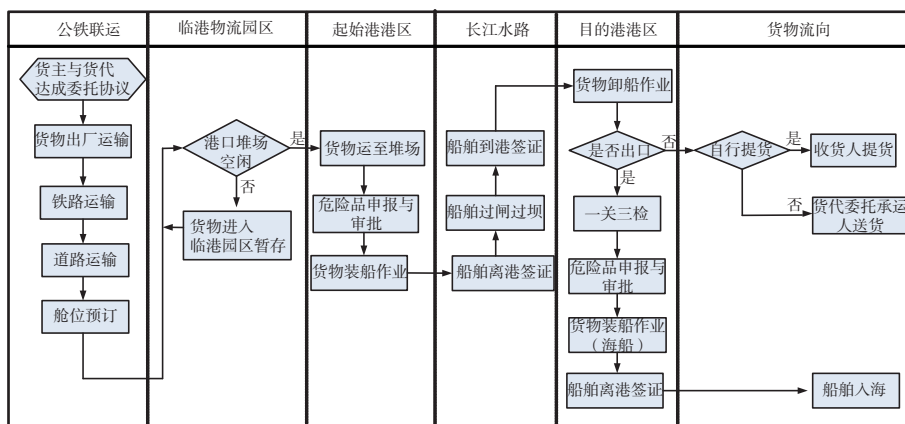 公铁联运
临港物流园区
起始港港区
长江水路
目的港港区
货物流向
货主与货代
达成委托协议
货物出厂运输
铁路运输
道路运输
舱位预订
港口堆场
空闲
是
否
货物进入
临港园区暂存
货物运至堆场
危险品申报与
审批
货物装船作业
船舶到港签证
船舶过闸过坝
船舶离港签证
货物卸船作业
是否出口
否
是
一关三检
危险品申报与
审批
货物装船作业
（海船）
船舶离港签证
自行提货
是
收货人提货
否
货代委托承运
人送货
船舶入海